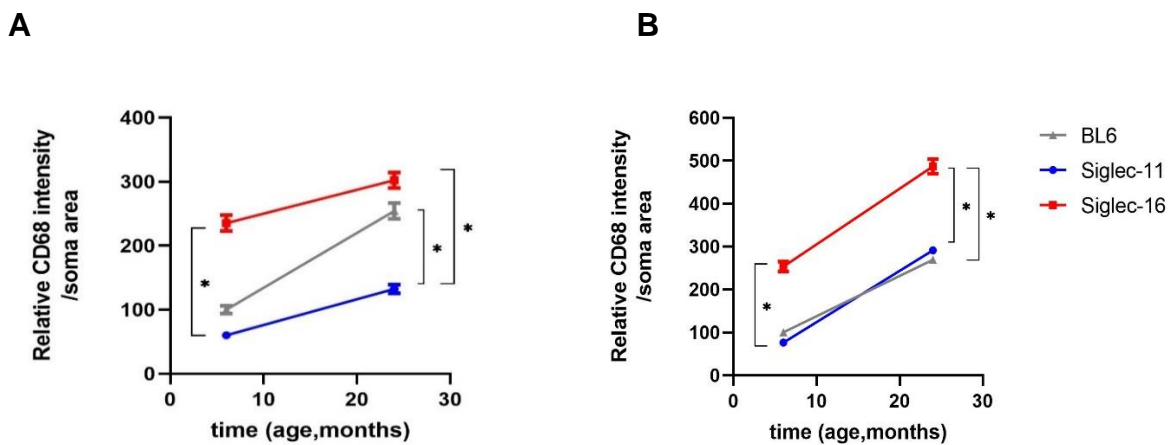 A
B
Relative CD68 intensity
/soma area
400
300
200
100
0
0 10 20 30
time (age,months)
*
*
*
Relative CD68 intensity
/soma area
600
500
400
300
200
100
0
0 10 20 30
time (age,months)
*
*
*
BL6
Siglec-11
Siglec-16